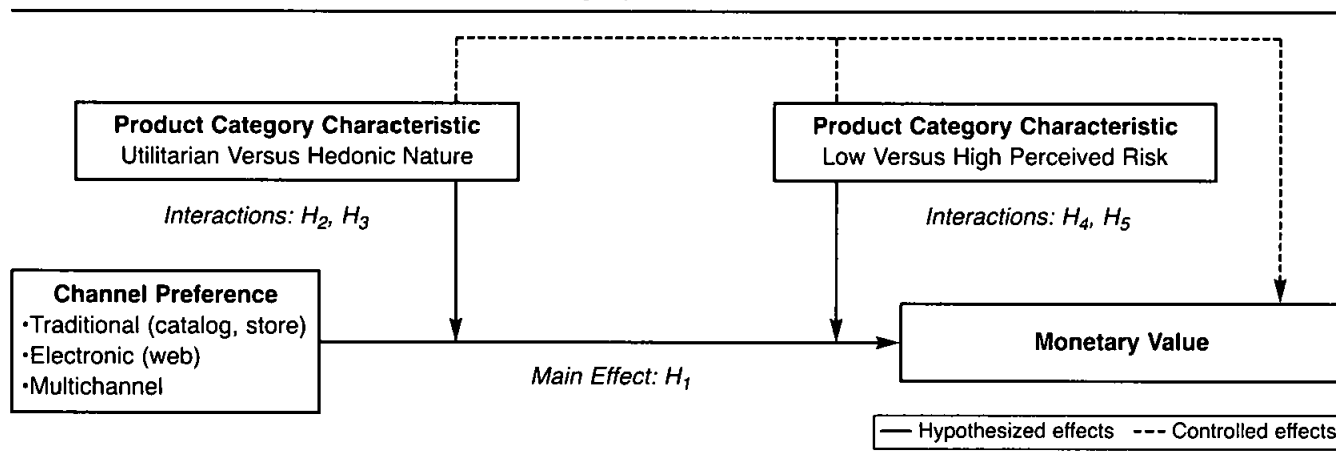 Product Category Characteristic
Utilitarian Versus Hedonic Nature
Product Category Characteristic
Low Versus High Perceived Risk
Interactions: H2, H3
Interactions: H4, H5
Channel Preference
•Traditional (catalog, store)
•Electronic (web)
•Multichannel
Monetary Value
Main Effect: H1
Hypothesized effects
Controlled effects